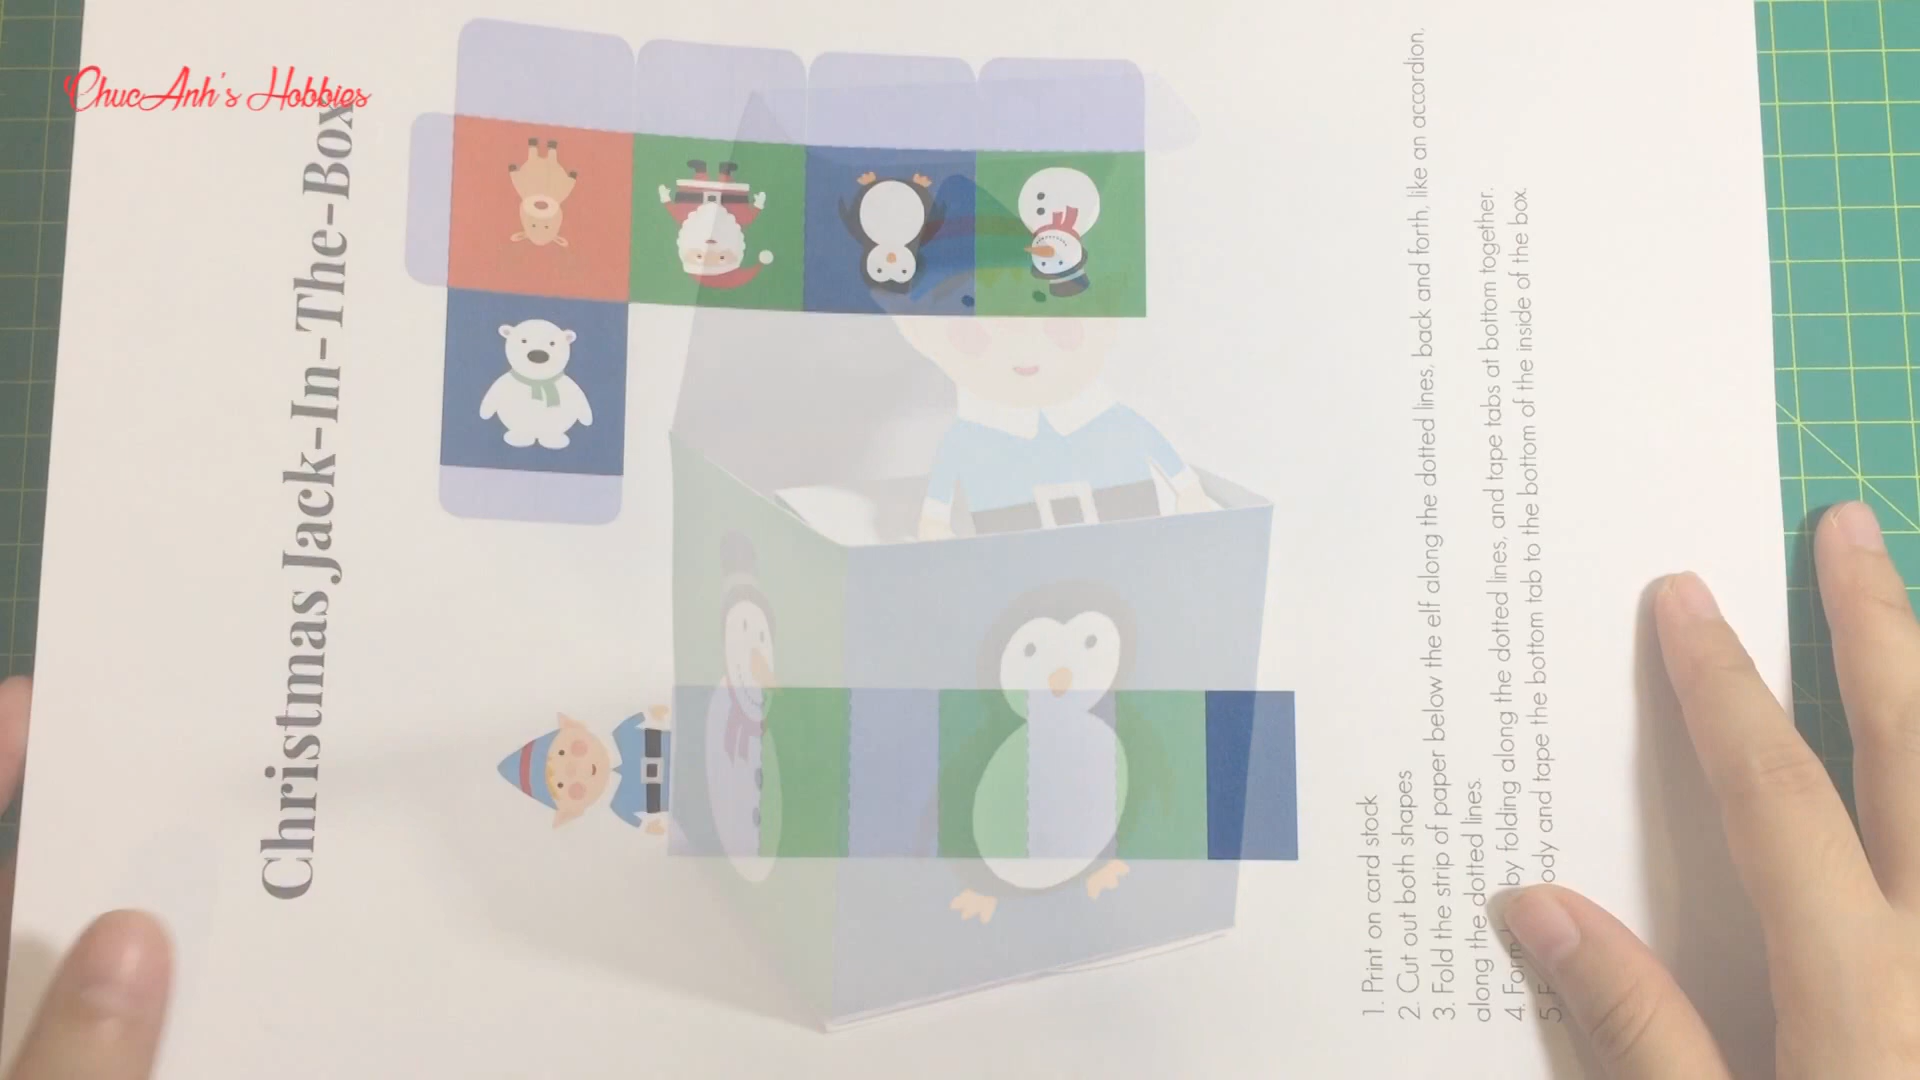 ChucAnh's Hobbies
Christmas Jack-In-The-Box
1. Print on card stock
2. Cut out both shapes
3. Fold the strip of paper below the elf along the dotted lines, back and forth, like an accordion,
along the dotted lines.
4. by folding along the dotted lines, and tape tabs at bottom together.
5. and tape the bottom tab to the bottom of the inside of the box.